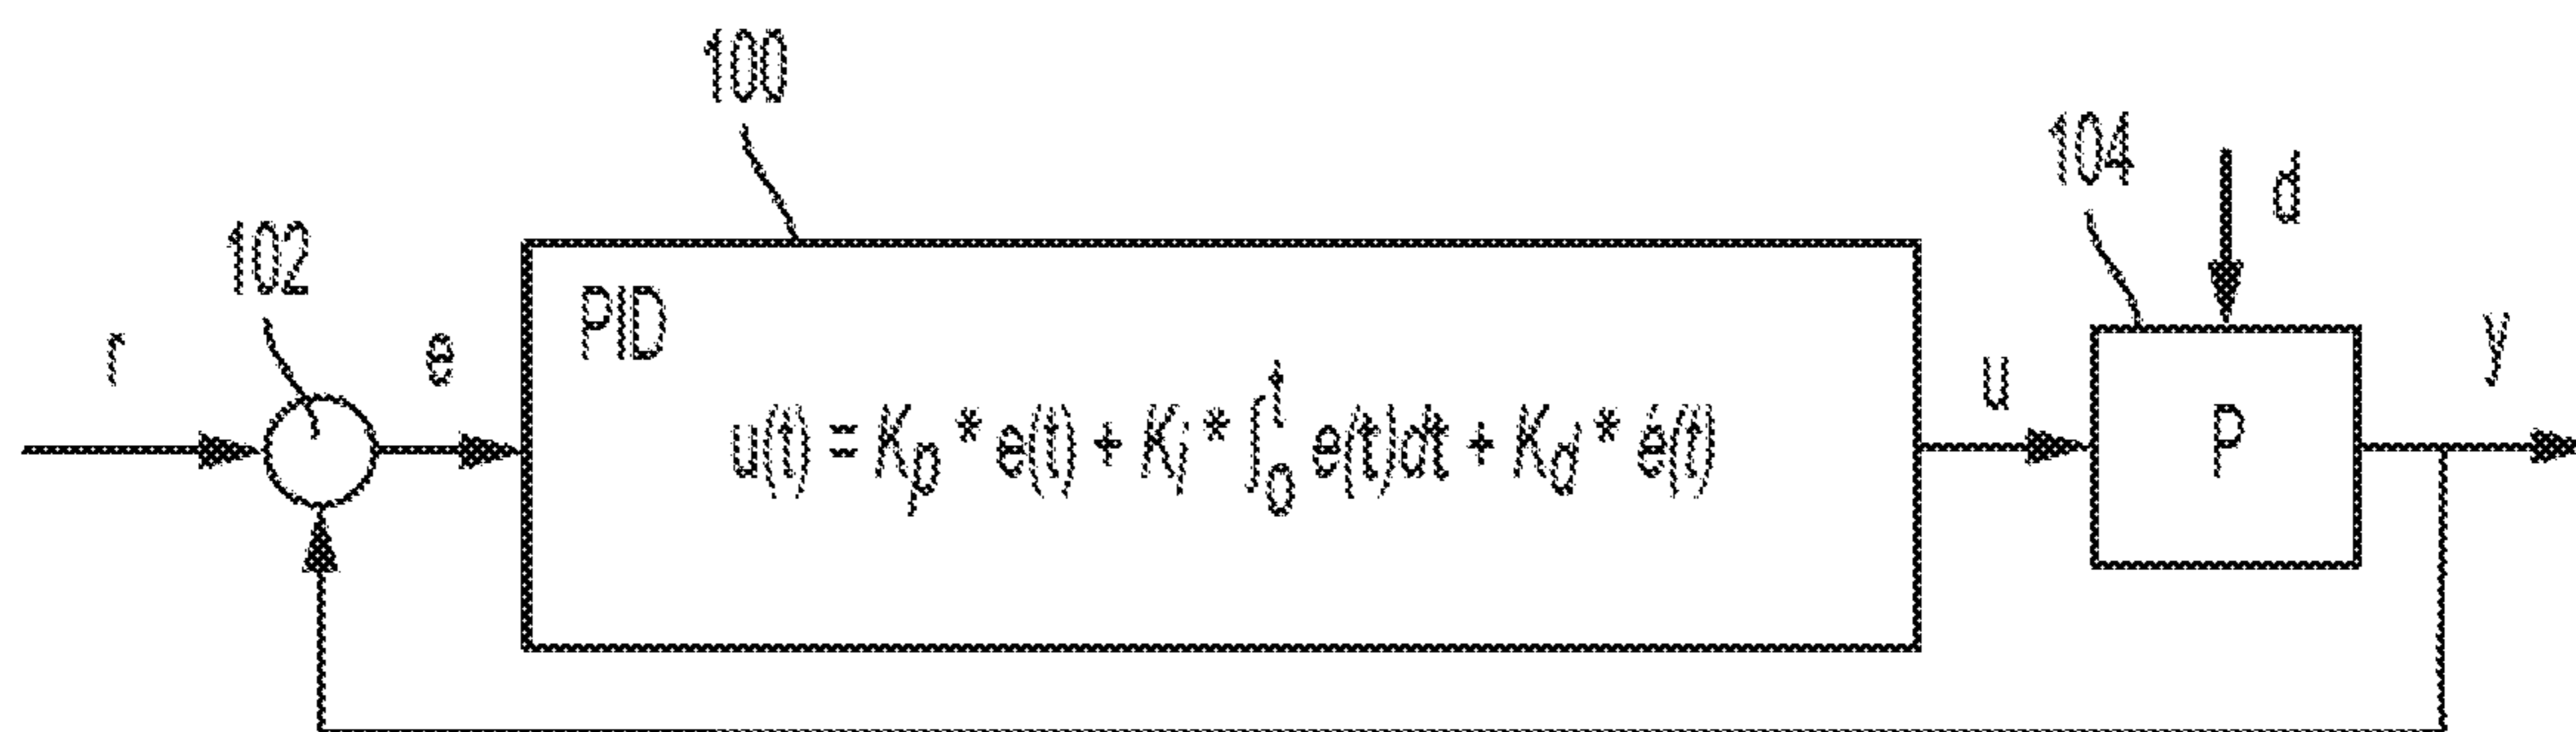 100
104
d
102
PID
r
e
u(t) = Kp * e(t) + Ki * ∫0t e(t)dt + Kd * ė(t)
u
P
y